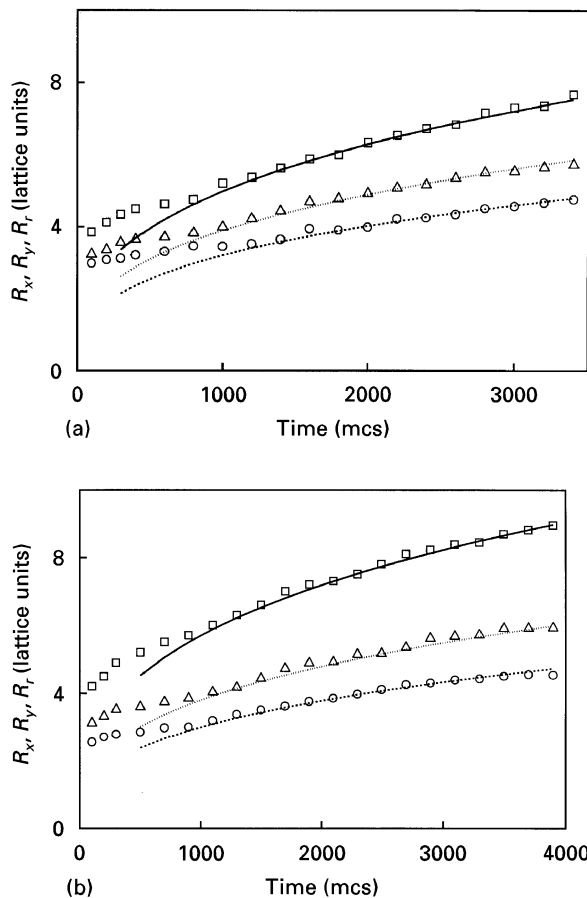 8
4
0
R_x, R_y, R_r (lattice units)
0 1000 2000 3000
(a) Time (mcs)
8
4
0
R_x, R_y, R_r (lattice units)
0 1000 2000 3000 4000
(b) Time (mcs)